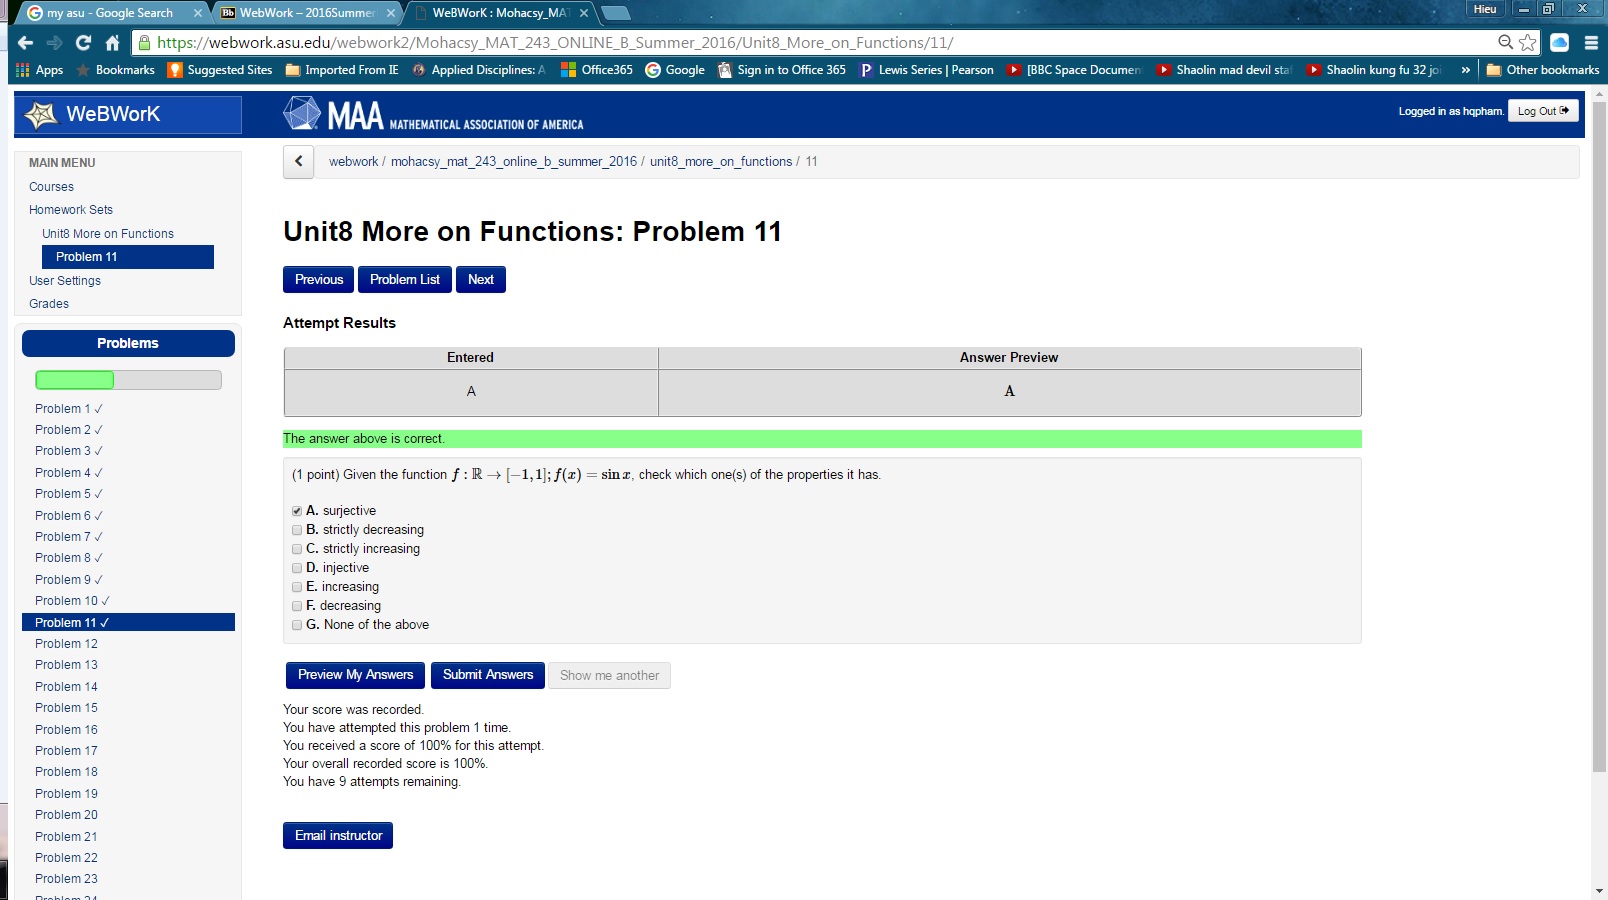 my asu - Google Search
WebWork – 2016Summer
WeBWorK : Mohacsy_MA
Hieu
https://webwork.asu.edu/webwork2/Mohacsy_MAT_243_ONLINE_B_Summer_2016/Unit8_More_on_Functions/11/
Apps Bookmarks Suggested Sites Imported From IE Applied Disciplines: A Office365 Google Sign in to Office 365 Lewis Series | Pearson [BBC Space Documen Shaolin mad devil sta Shaolin kung fu 32 joi » Other bookmarks
WeBWorK
MAA MATHEMATICAL ASSOCIATION OF AMERICA
Logged in as hqpham. Log Out
MAIN MENU
Courses
Homework Sets
Unit8 More on Functions
Problem 11
User Settings
Grades
Problems
Problem 1 ✓
Problem 2 ✓
Problem 3 ✓
Problem 4 ✓
Problem 5 ✓
Problem 6 ✓
Problem 7 ✓
Problem 8 ✓
Problem 9 ✓
Problem 10 ✓
Problem 11 ✓
Problem 12
Problem 13
Problem 14
Problem 15
Problem 16
Problem 17
Problem 18
Problem 19
Problem 20
Problem 21
Problem 22
Problem 23
Problem 24
webwork / mohacsy_mat_243_online_b_summer_2016 / unit8_more_on_functions / 11
Unit8 More on Functions: Problem 11
Previous Problem List Next
Attempt Results
Entered Answer Preview
A A
The answer above is correct.
(1 point) Given the function f : ℝ → [−1, 1]; f(x) = sin x, check which one(s) of the properties it has.
A. surjective
B. strictly decreasing
C. strictly increasing
D. injective
E. increasing
F. decreasing
G. None of the above
Preview My Answers Submit Answers Show me another
Your score was recorded.
You have attempted this problem 1 time.
You received a score of 100% for this attempt.
Your overall recorded score is 100%.
You have 9 attempts remaining.
Email instructor